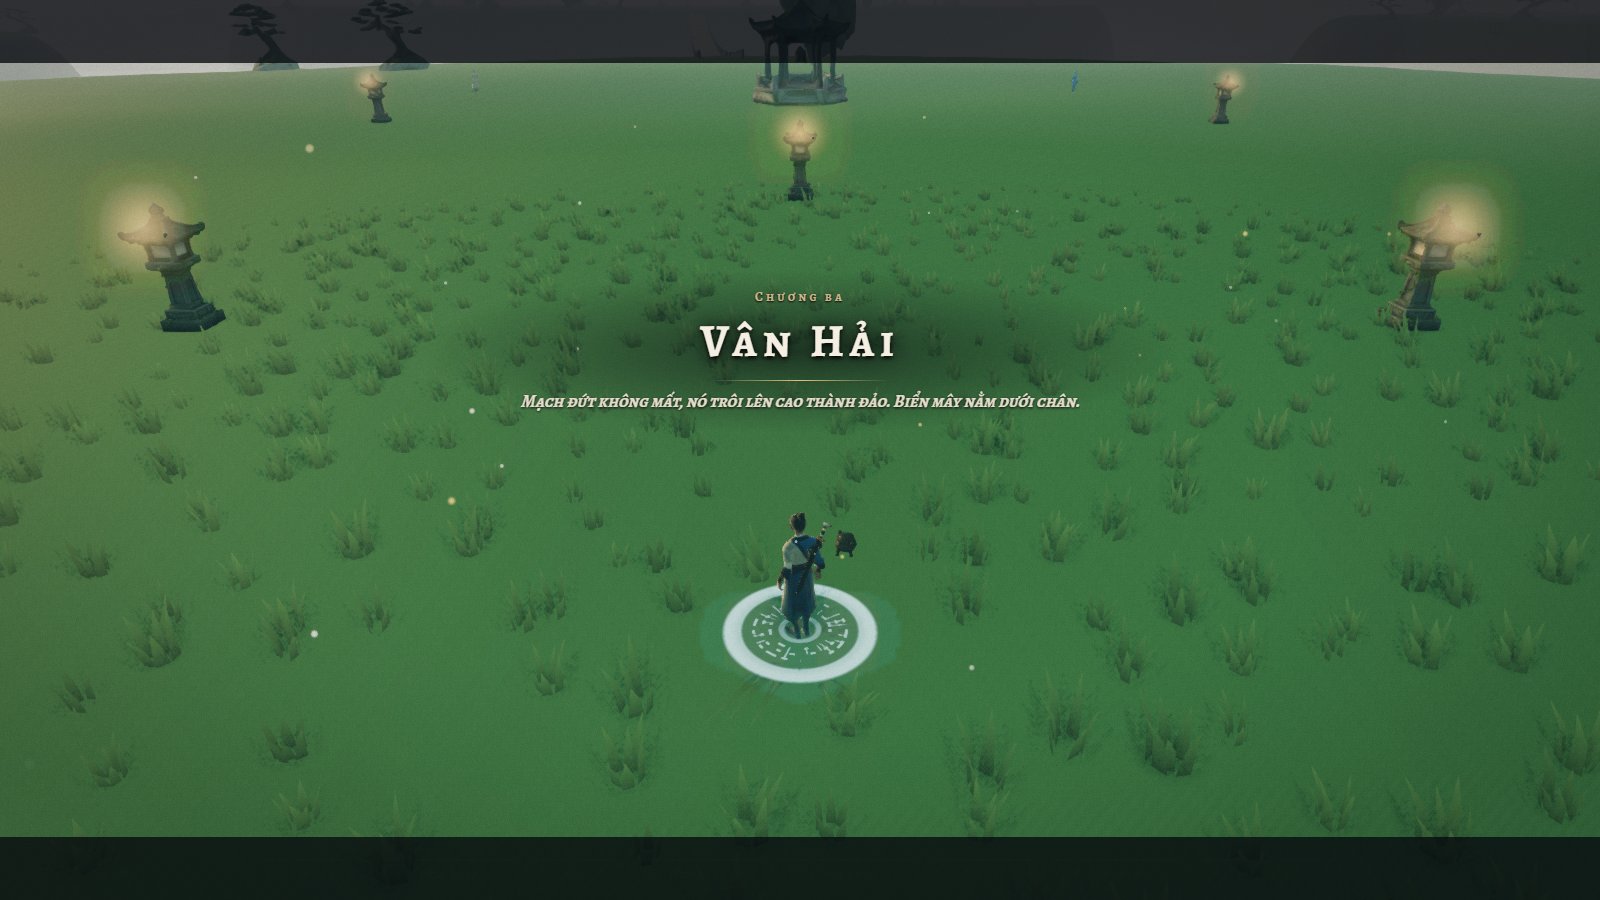 Chương ba
Vân Hải
Mạch đứt không mất, nó trôi lên cao thành đảo. Biển mây nằm dưới chân.